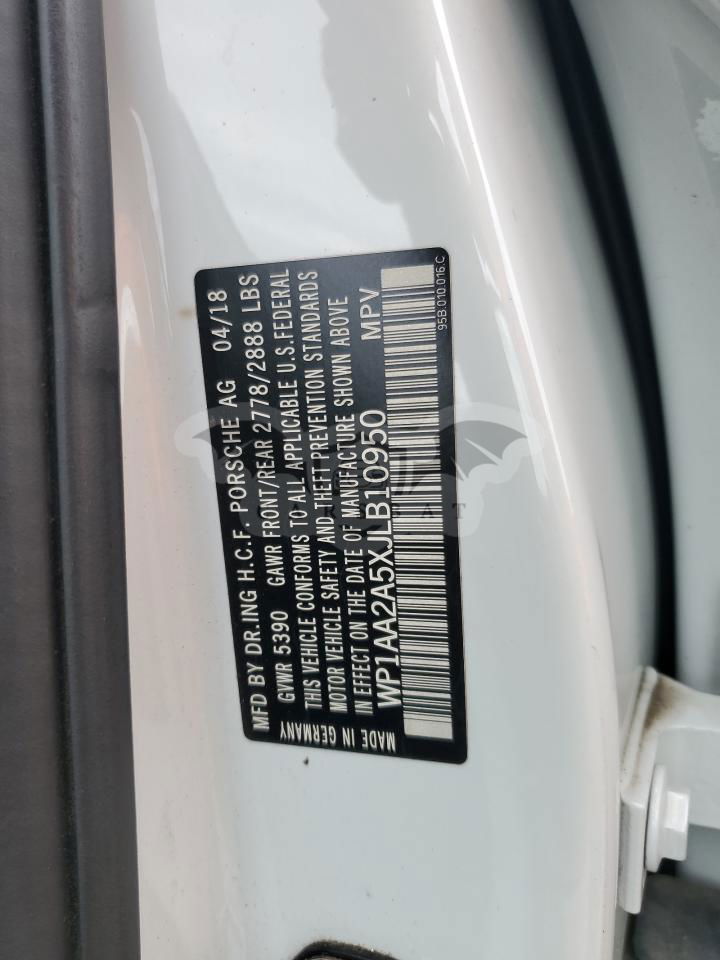 MFD BY DR.ING H.C.F. PORSCHE AG 04/18
GVWR 5390 GAWR FRONT/REAR 2778/2888 LBS
THIS VEHICLE CONFORMS TO ALL APPLICABLE U.S.FEDERAL
MOTOR VEHICLE SAFETY AND THEFT PREVENTION STANDARDS
IN EFFECT ON THE DATE OF MANUFACTURE SHOWN ABOVE
WP1AA2A5XJLB10950 MPV
MADE IN GERMANY
95B.010.016.C